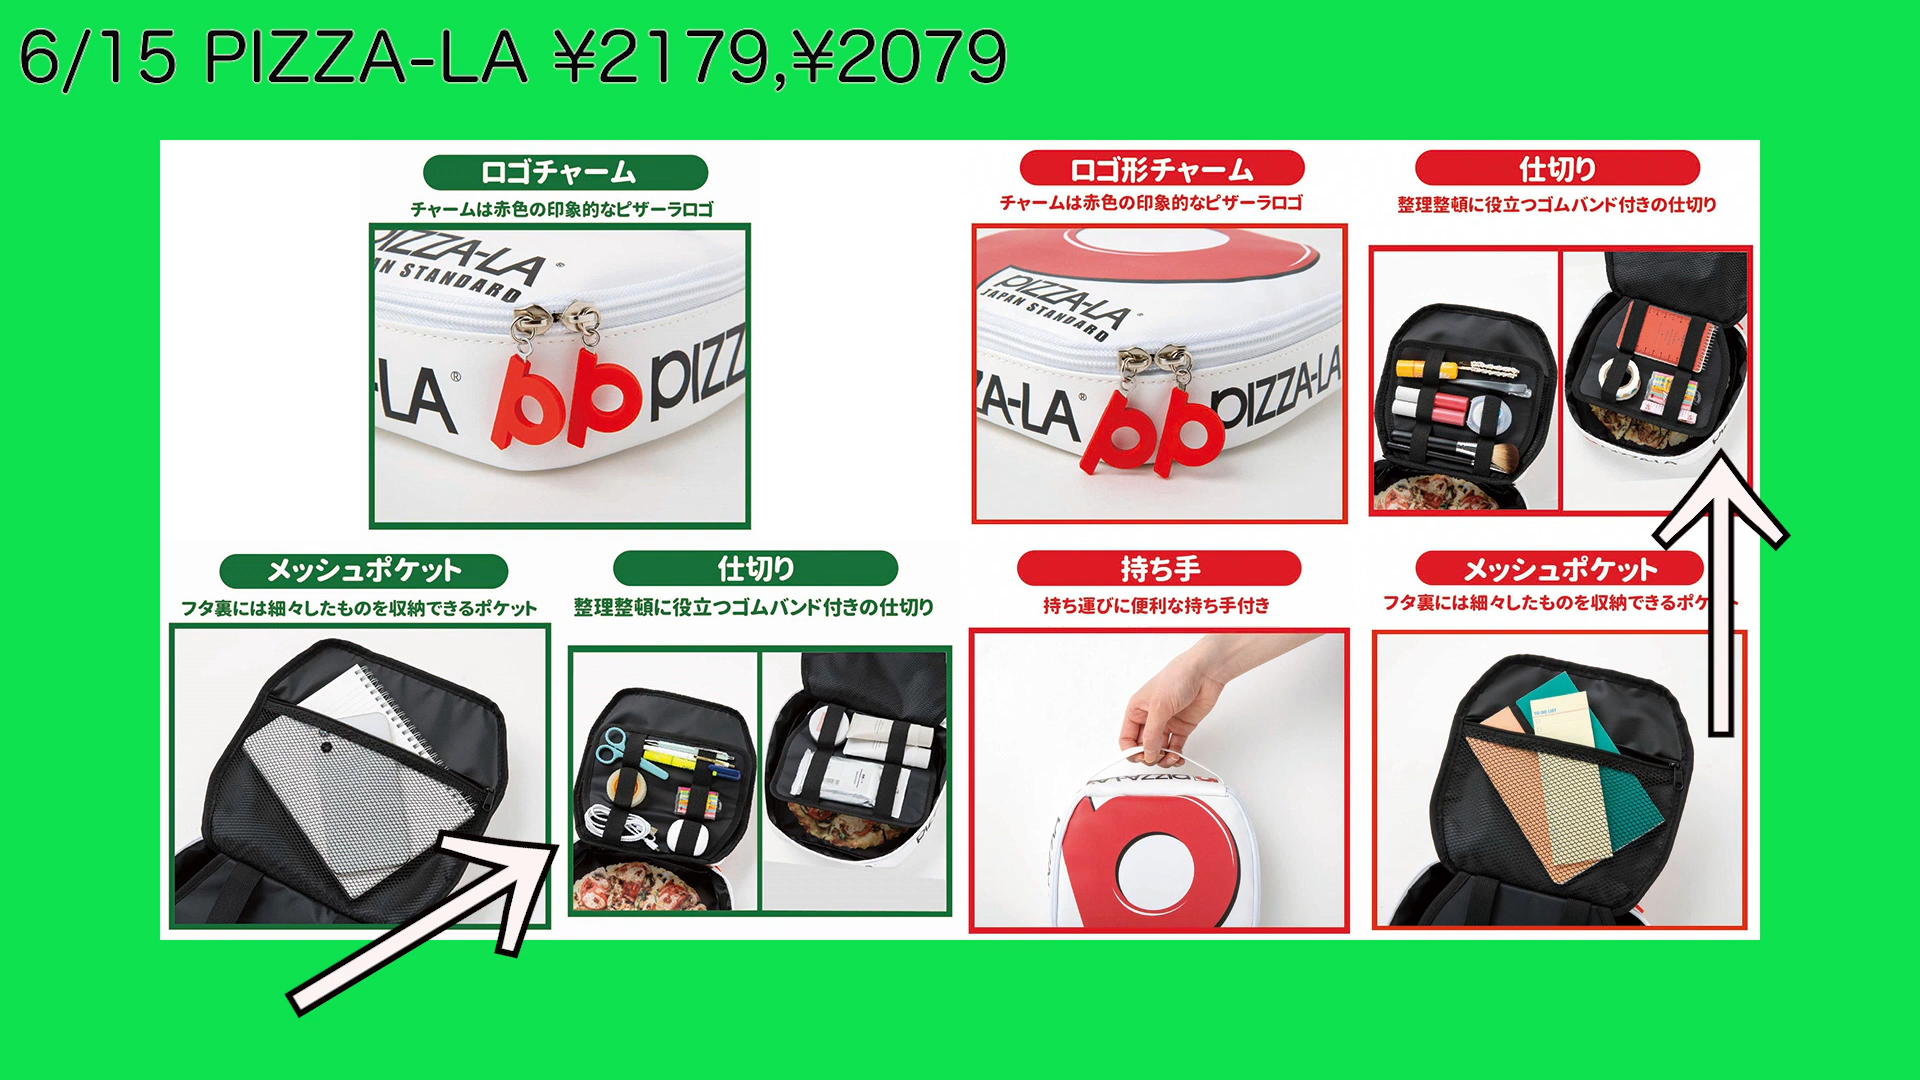 6/15 PIZZA-LA ¥2179,¥2079
ロゴチャーム
チャームは赤色の印象的なピザーラロゴ
PIZZA-LA ®
JAPAN STANDARD
-LA ®
PIZZ
ロゴ形チャーム
チャームは赤色の印象的なピザーラロゴ
PIZZA-LA ®
JAPAN STANDARD
ZA-LA ®
PIZZA-LA
仕切り
整理整頓に役立つゴムバンド付きの仕切り
メッシュポケット
フタ裏には細々したものを収納できるポケット
仕切り
整理整頓に役立つゴムバンド付きの仕切り
持ち手
持ち運びに便利な持ち手付き
PIZZA-LA
メッシュポケット
フタ裏には細々したものを収納できるポケット
TO DO LIST